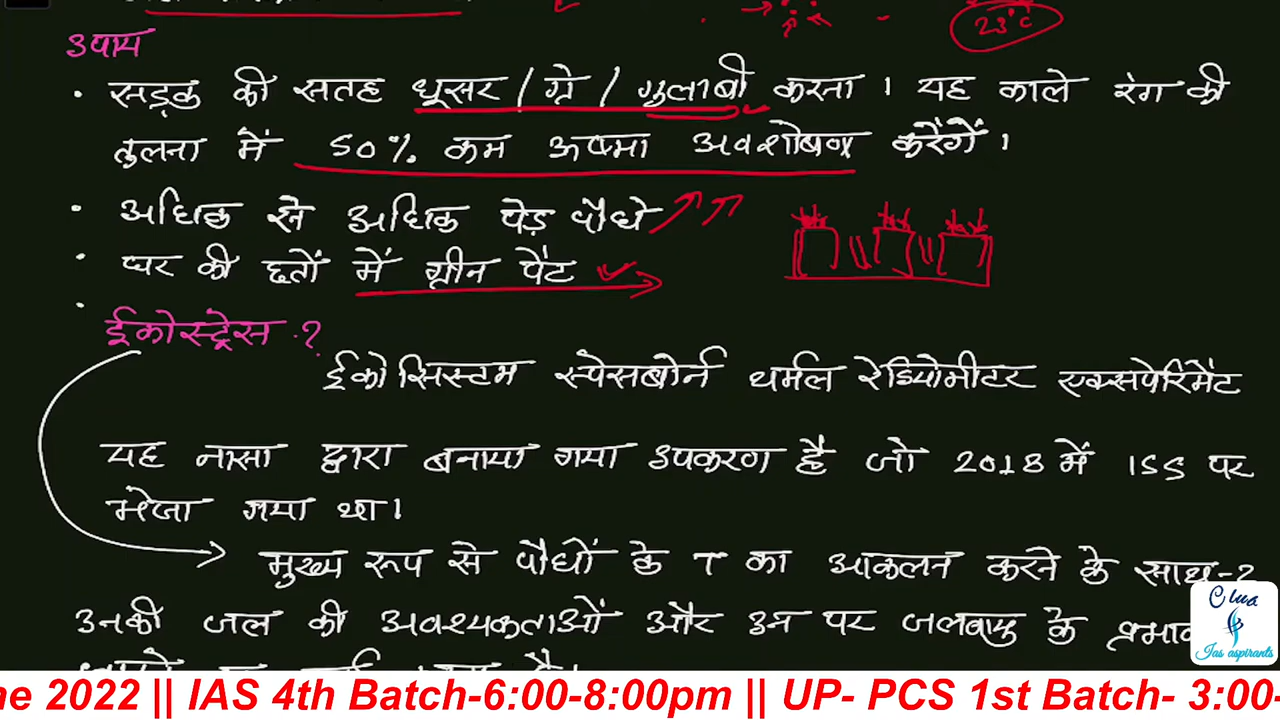 23°C
उपाय
• सड़क की सतह धूसर / ग्रे / गुलाबी करना । यह काले रंग की
तुलना में 50% कम ऊष्मा अवशोषण करेंगें ।
• अधिक से अधिक पेड़ पौधे
• घर की छतों में ग्रीन पैंट
•
ईकोस्ट्रेस ?
ईकोसिस्टम स्पेसबोर्न थर्मल रेडियोमीटर एक्सपेरिमैंट
यह नासा द्वारा बनाया गया उपकरण है जो 2018 में ISS पर
भेजा गया था।
मुख्य रूप से पौधों के T का आकलन करने के साथ-2
उनकी जल की अवश्यकताओं और उन पर जलवायु के
Clue
Ias aspirants
ne 2022 || IAS 4th Batch-6:00-8:00pm || UP- PCS 1st Batch- 3:00-